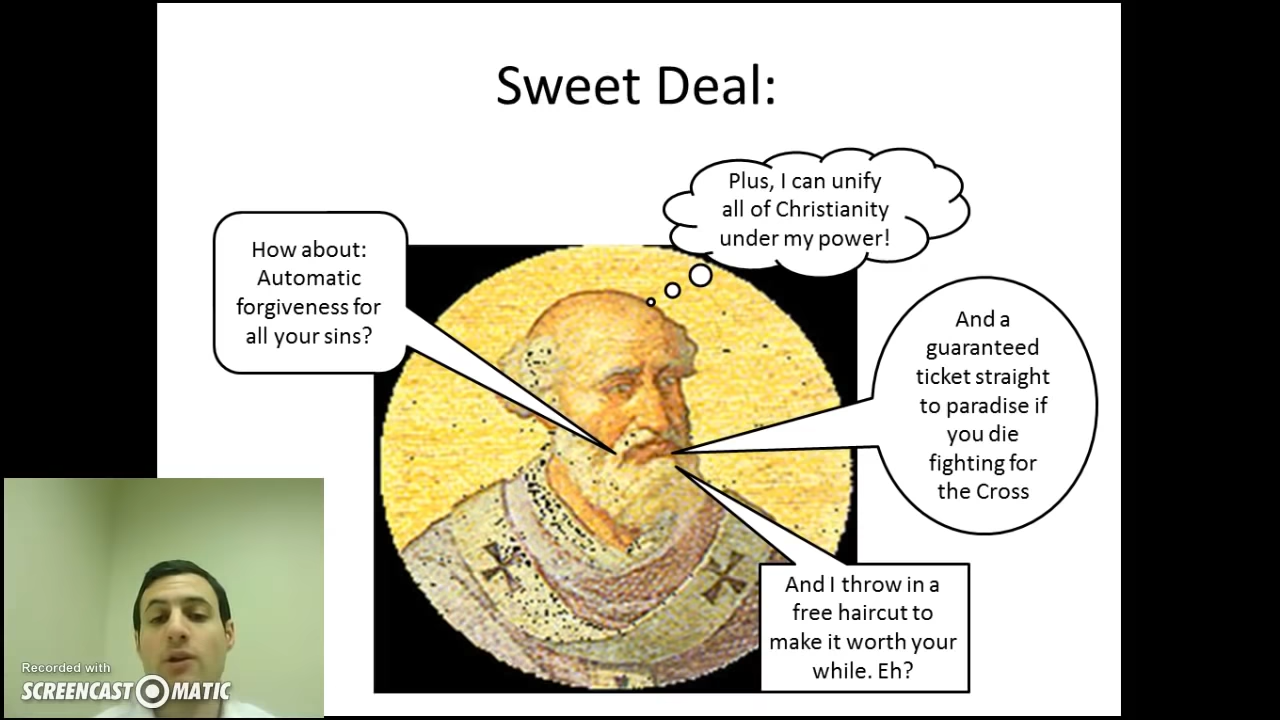 Sweet Deal:
Plus, I can unify
all of Christianity
under my power!
How about:
Automatic
forgiveness for
all your sins?
And a
guaranteed
ticket straight
to paradise if
you die
fighting for
the Cross
And I throw in a
free haircut to
make it worth your
while. Eh?
Recorded with
SCREENCAST MATIC